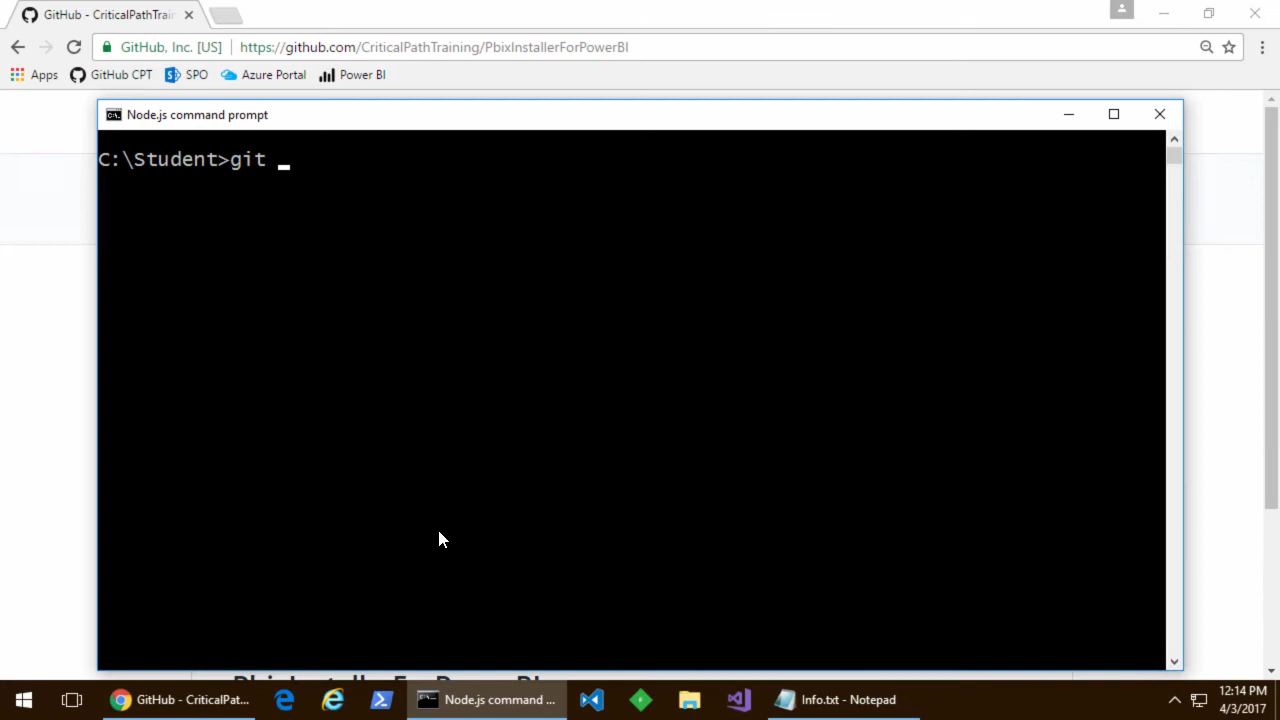 GitHub - CriticalPathTrain
GitHub, Inc. [US]
https://github.com/CriticalPathTraining/PbixInstallerForPowerBI
Apps
GitHub CPT
SPO
Azure Portal
Power BI
Node.js command prompt
C:\Student>git
GitHub - CriticalPat...
Node.js command ...
Info.txt - Notepad
12:14 PM
4/3/2017